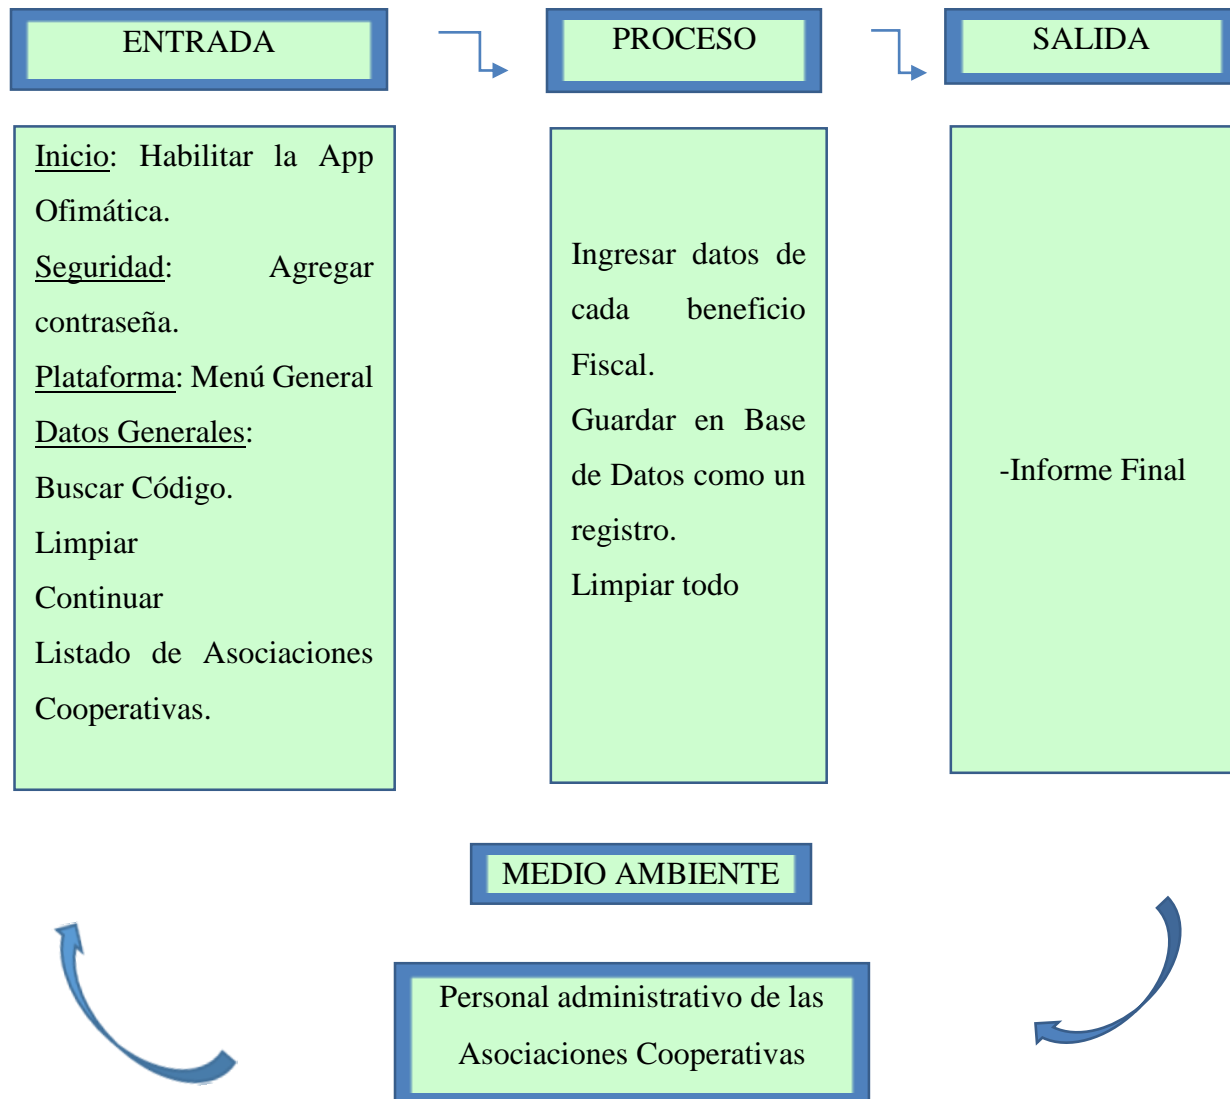 ENTRADA
PROCESO
SALIDA
Inicio: Habilitar la App
Ofimática.
Seguridad: Agregar
contraseña.
Plataforma: Menú General
Datos Generales:
Buscar Código.
Limpiar
Continuar
Listado de Asociaciones
Cooperativas.
Ingresar datos de
cada beneficio
Fiscal.
Guardar en Base
de Datos como un
registro.
Limpiar todo
-Informe Final
MEDIO AMBIENTE
Personal administrativo de las
Asociaciones Cooperativas